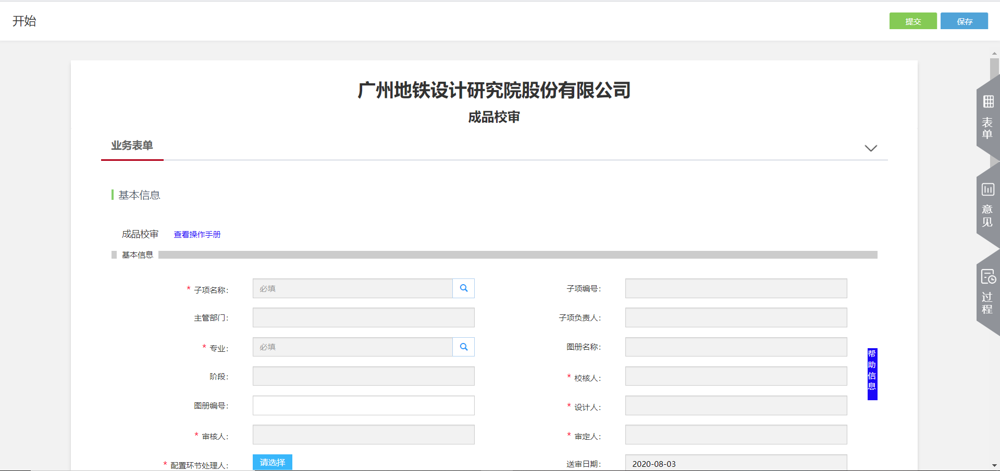 开始
提交 保存
广州地铁设计研究院股份有限公司
成品校审
业务表单
基本信息
成品校审 查看操作手册
基本信息
* 子项名称: 必填 子项编号:
主管部门: 子项负责人:
* 专业: 必填 图册名称:
阶段: * 校核人:
图册编号: * 设计人:
* 审核人: * 审定人:
* 配置环节处理人: 请选择 送审日期: 2020-08-03
帮助信息
表单
意见
过程